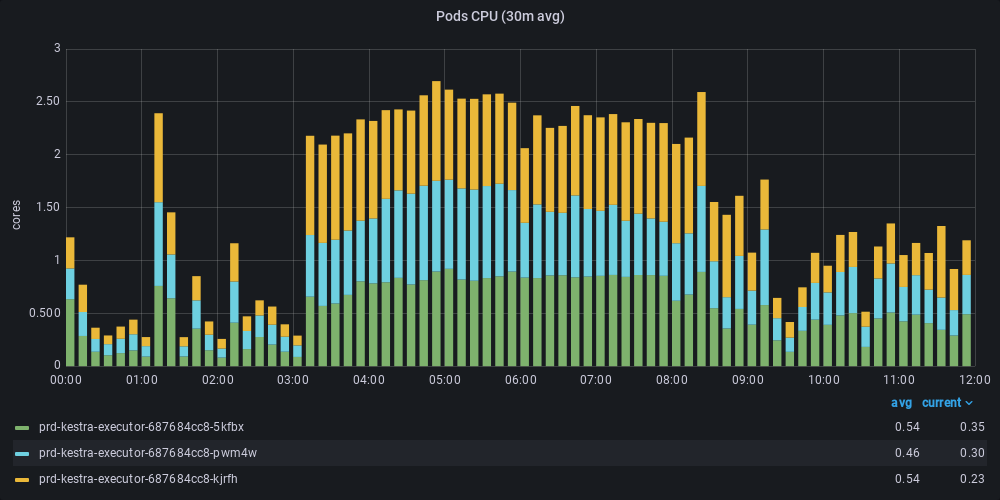 Pods CPU (30m avg)
3
2.50
2
1.50
1
0.500
0
cores
00:00 01:00 02:00 03:00 04:00 05:00 06:00 07:00 08:00 09:00 10:00 11:00 12:00
avg current
prd-kestra-executor-687684cc8-5kfbx 0.54 0.35
prd-kestra-executor-687684cc8-pwm4w 0.46 0.30
prd-kestra-executor-687684cc8-kjrfh 0.54 0.23